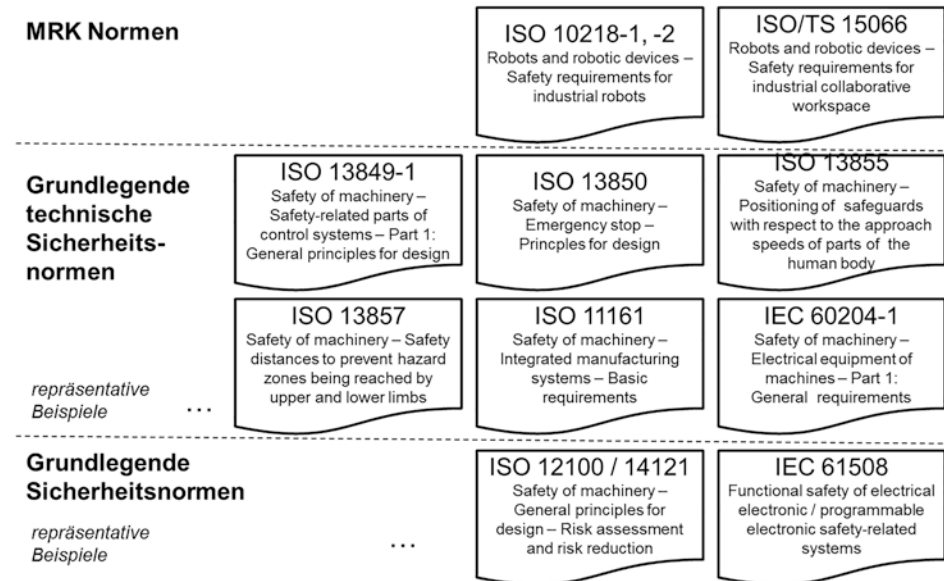 MRK Normen
ISO 10218-1, -2
Robots and robotic devices –
Safety requirements for
industrial robots
ISO/TS 15066
Robots and robotic devices –
Safety requirements for
industrial collaborative
workspace
Grundlegende
technische
Sicherheits-
normen
ISO 13849-1
Safety of machinery –
Safety-related parts of
control systems – Part 1:
General principles for design
ISO 13850
Safety of machinery –
Emergency stop –
Princples for design
ISO 13855
Safety of machinery –
Positioning of safeguards
with respect to the approach
speeds of parts of the
human body
repräsentative
Beispiele ...
ISO 13857
Safety of machinery – Safety
distances to prevent hazard
zones being reached by
upper and lower limbs
ISO 11161
Safety of machinery –
Integrated manufacturing
systems – Basic
requirements
IEC 60204-1
Safety of machinery –
Electrical equipment of
machines – Part 1:
General requirements
Grundlegende
Sicherheitsnormen
repräsentative
Beispiele ...
ISO 12100 / 14121
Safety of machinery –
General principles for
design – Risk assessment
and risk reduction
IEC 61508
Functional safety of electrical
electronic / programmable
electronic safety-related
systems